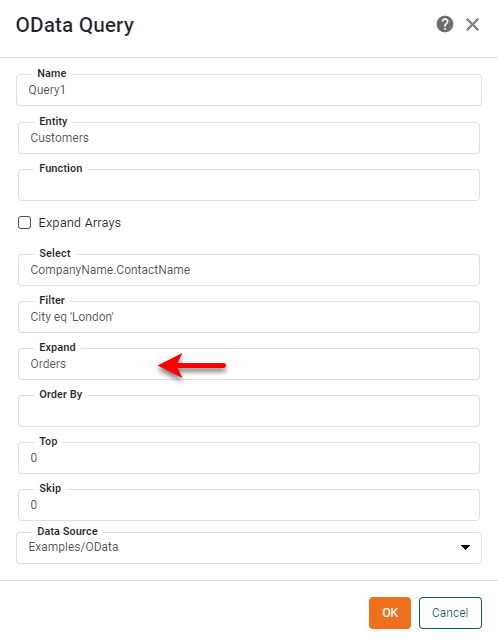 OData Query
Name
Query1
Entity
Customers
Function
Expand Arrays
Select
CompanyName.ContactName
Filter
City eq 'London'
Expand
Orders
Order By
Top
0
Skip
0
Data Source
Examples/OData
OK
Cancel